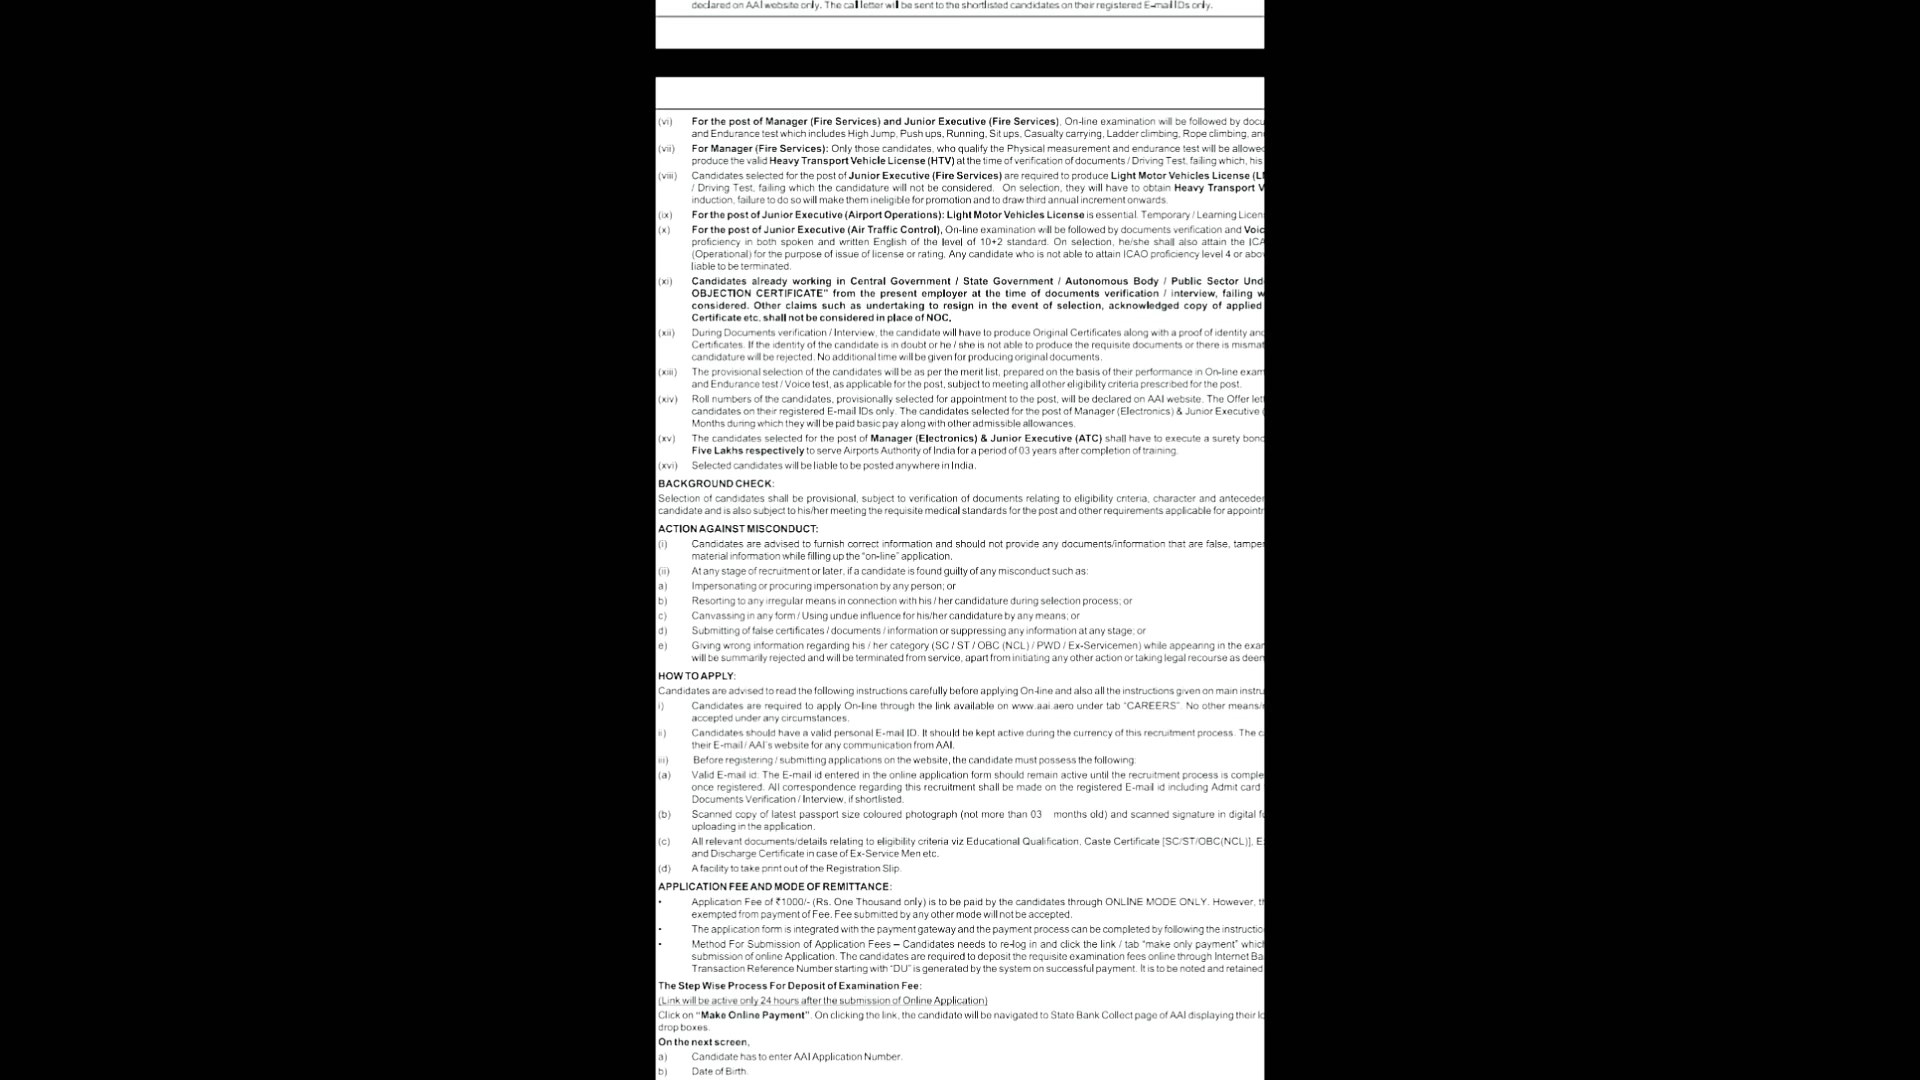 declared on AAI website only. The call letter will be sent to the shortlisted candidates on their registered E-mail IDs only.
(vi) For the post of Manager (Fire Services) and Junior Executive (Fire Services), On-line examination will be followed by docu
and Endurance test which includes High Jump, Push ups, Running, Sit ups, Casualty carrying, Ladder climbing, Rope climbing, an
(vii) For Manager (Fire Services): Only those candidates, who qualify the Physical measurement and endurance test will be allowed
produce the valid Heavy Transport Vehicle License (HTV) at the time of verification of documents / Driving Test, failing which, his
(viii) Candidates selected for the post of Junior Executive (Fire Services) are required to produce Light Motor Vehicles License (LM
/ Driving Test, failing which the candidature will not be considered. On selection, they will have to obtain Heavy Transport V
induction, failure to do so will make them ineligible for promotion and to draw third annual increment onwards.
(ix) For the post of Junior Executive (Airport Operations): Light Motor Vehicles License is essential. Temporary / Learning Licen
(x) For the post of Junior Executive (Air Traffic Control), On-line examination will be followed by documents verification and Voic
proficiency in both spoken and written English of the level of 10+2 standard. On selection, he/she shall also attain the ICA
(Operational) for the purpose of issue of license or rating. Any candidate who is not able to attain ICAO proficiency level 4 or abov
liable to be terminated.
(xi) Candidates already working in Central Government / State Government / Autonomous Body / Public Sector Und
OBJECTION CERTIFICATE" from the present employer at the time of documents verification / interview, failing w
considered. Other claims such as undertaking to resign in the event of selection, acknowledged copy of applied
Certificate etc. shall not be considered in place of NOC.
(xii) During Documents verification / Interview, the candidate will have to produce Original Certificates along with a proof of identity and
Certificates. If the identity of the candidate is in doubt or he / she is not able to produce the requisite documents or there is mismat
candidature will be rejected. No additional time will be given for producing original documents.
(xiii) The provisional selection of the candidates will be as per the merit list, prepared on the basis of their performance in On-line exam
and Endurance test / Voice test, as applicable for the post, subject to meeting all other eligibility criteria prescribed for the post.
(xiv) Roll numbers of the candidates, provisionally selected for appointment to the post, will be declared on AAI website. The Offer lett
candidates on their registered E-mail IDs only. The candidates selected for the post of Manager (Electronics) & Junior Executive (
Months during which they will be paid basic pay along with other admissible allowances.
(xv) The candidates selected for the post of Manager (Electronics) & Junior Executive (ATC) shall have to execute a surety bond
Five Lakhs respectively to serve Airports Authority of India for a period of 03 years after completion of training.
(xvi) Selected candidates will be liable to be posted anywhere in India.
BACKGROUND CHECK:
Selection of candidates shall be provisional, subject to verification of documents relating to eligibility criteria, character and anteceden
candidate and is also subject to his/her meeting the requisite medical standards for the post and other requirements applicable for appointm
ACTION AGAINST MISCONDUCT:
(i) Candidates are advised to furnish correct information and should not provide any documents/information that are false, tamper
material information while filling up the "on-line" application.
(ii) At any stage of recruitment or later, if a candidate is found guilty of any misconduct such as:
a) Impersonating or procuring impersonation by any person; or
b) Resorting to any irregular means in connection with his / her candidature during selection process; or
c) Canvassing in any form / Using undue influence for his/her candidature by any means; or
d) Submitting of false certificates / documents / information or suppressing any information at any stage; or
e) Giving wrong information regarding his / her category (SC / ST / OBC (NCL) / PWD / Ex-Servicemen) while appearing in the exam
will be summarily rejected and will be terminated from service, apart from initiating any other action or taking legal recourse as deem
HOW TO APPLY:
Candidates are advised to read the following instructions carefully before applying On-line and also all the instructions given on main instru
i) Candidates are required to apply On-line through the link available on www.aai.aero under tab "CAREERS". No other means/m
accepted under any circumstances.
ii) Candidates should have a valid personal E-mail ID. It should be kept active during the currency of this recruitment process. The c
their E-mail / AAI's website for any communication from AAI.
iii) Before registering / submitting applications on the website, the candidate must possess the following:
(a) Valid E-mail id: The E-mail id entered in the online application form should remain active until the recruitment process is comple
once registered. All correspondence regarding this recruitment shall be made on the registered E-mail id including Admit card
Documents Verification / Interview, if shortlisted.
(b) Scanned copy of latest passport size coloured photograph (not more than 03 months old) and scanned signature in digital fo
uploading in the application.
(c) All relevant documents/details relating to eligibility criteria viz Educational Qualification, Caste Certificate [SC/ST/OBC(NCL)], E
and Discharge Certificate in case of Ex-Service Men etc.
(d) A facility to take print out of the Registration Slip.
APPLICATION FEE AND MODE OF REMITTANCE:
• Application Fee of ₹1000/- (Rs. One Thousand only) is to be paid by the candidates through ONLINE MODE ONLY. However, th
exempted from payment of Fee. Fee submitted by any other mode will not be accepted.
• The application form is integrated with the payment gateway and the payment process can be completed by following the instructio
• Method For Submission of Application Fees – Candidates needs to re-log in and click the link / tab "make only payment" whic
submission of online Application. The candidates are required to deposit the requisite examination fees online through Internet Ba
Transaction Reference Number starting with "DU" is generated by the system on successful payment. It is to be noted and retained
The Step Wise Process For Deposit of Examination Fee:
(Link will be active only 24 hours after the submission of Online Application)
Click on "Make Online Payment". On clicking the link, the candidate will be navigated to State Bank Collect page of AAI displaying their lo
drop boxes.
On the next screen,
a) Candidate has to enter AAI Application Number.
b) Date of Birth.